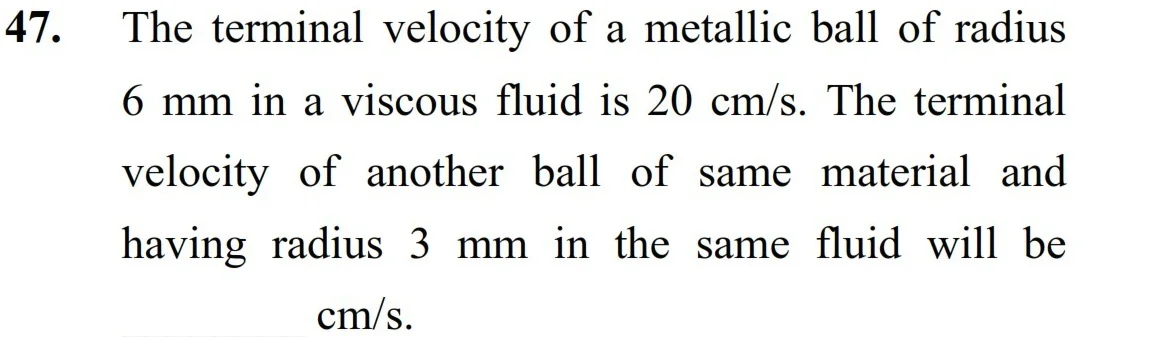 47. The terminal velocity of a metallic ball of radius
6 mm in a viscous fluid is 20 cm/s. The terminal
velocity of another ball of same material and
having radius 3 mm in the same fluid will be
__________ cm/s.